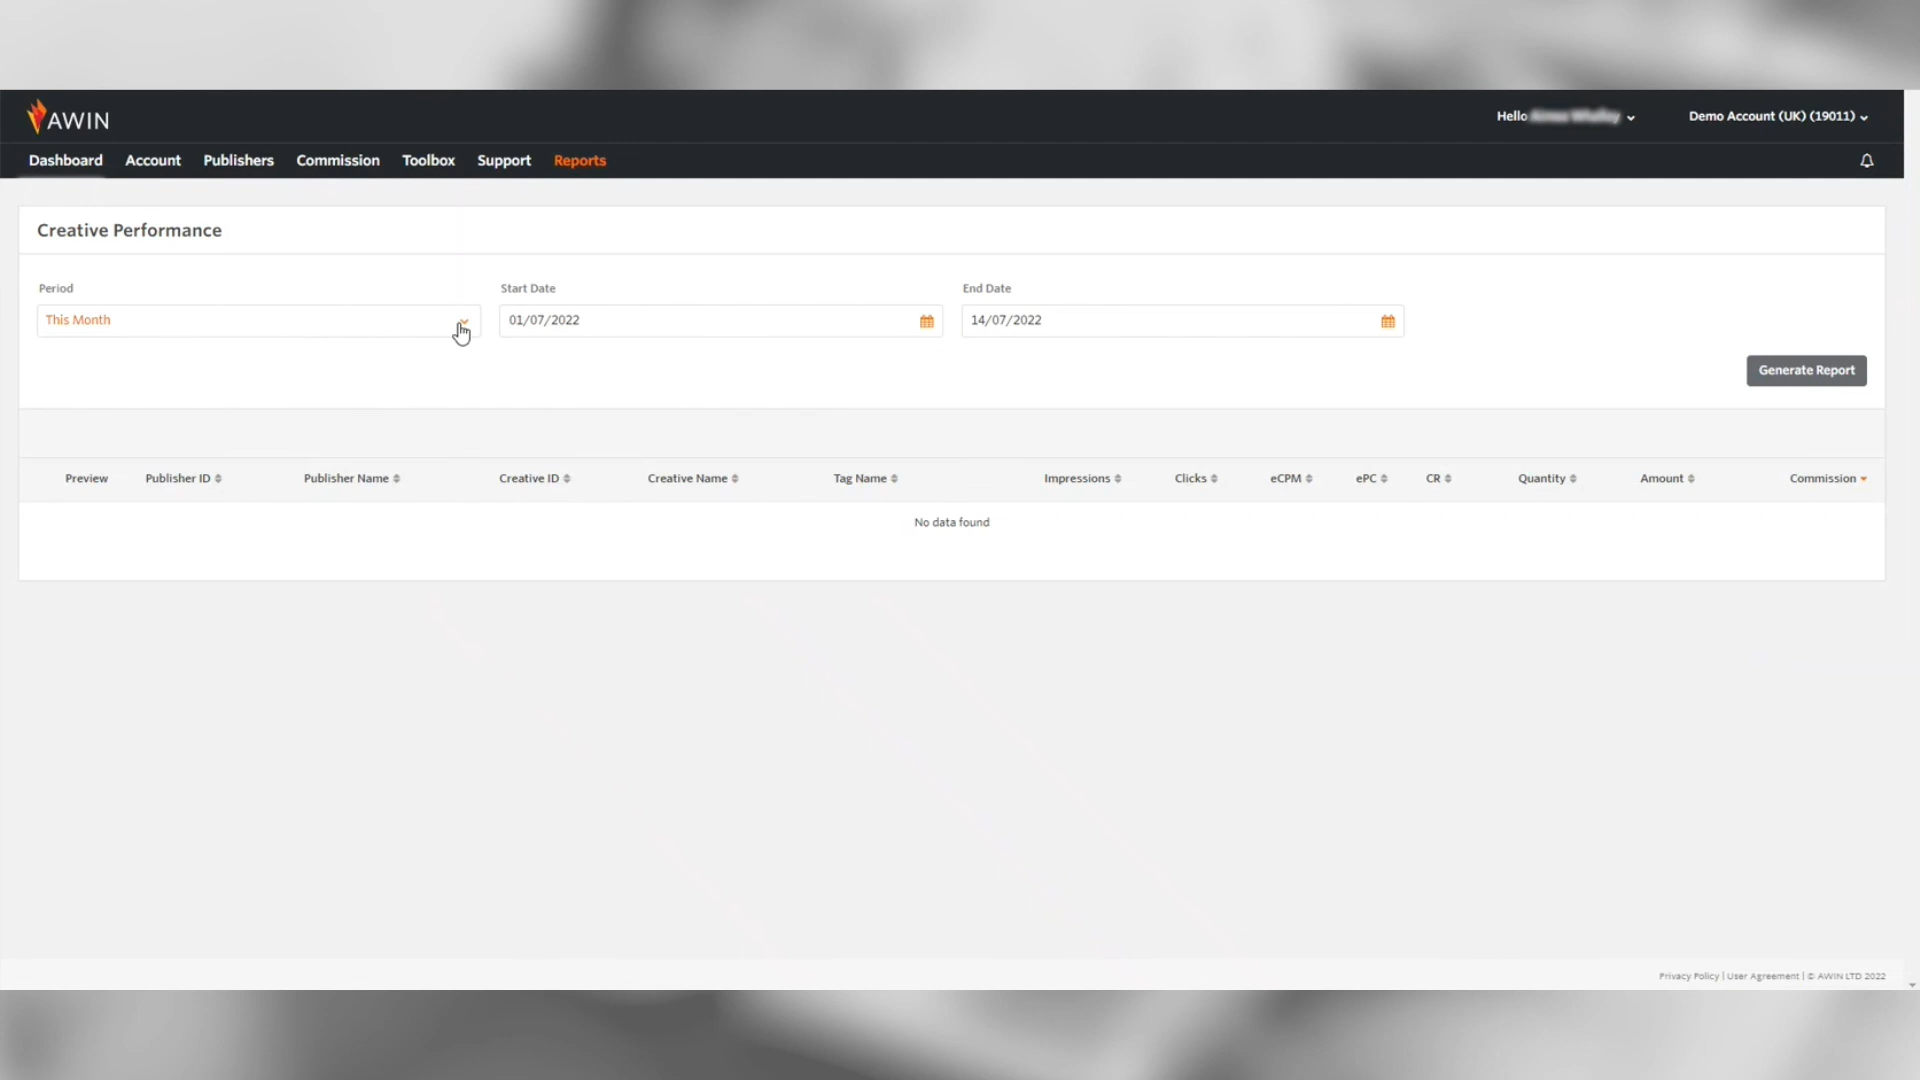 AWIN
Hello
Demo Account (UK) (19011)
Dashboard Account Publishers Commission Toolbox Support Reports
Creative Performance
Period Start Date End Date
This Month 01/07/2022 14/07/2022
Generate Report
Preview Publisher ID Publisher Name Creative ID Creative Name Tag Name Impressions Clicks eCPM ePC CR Quantity Amount Commission
No data found
Privacy Policy | User Agreement | © AWIN LTD 2022